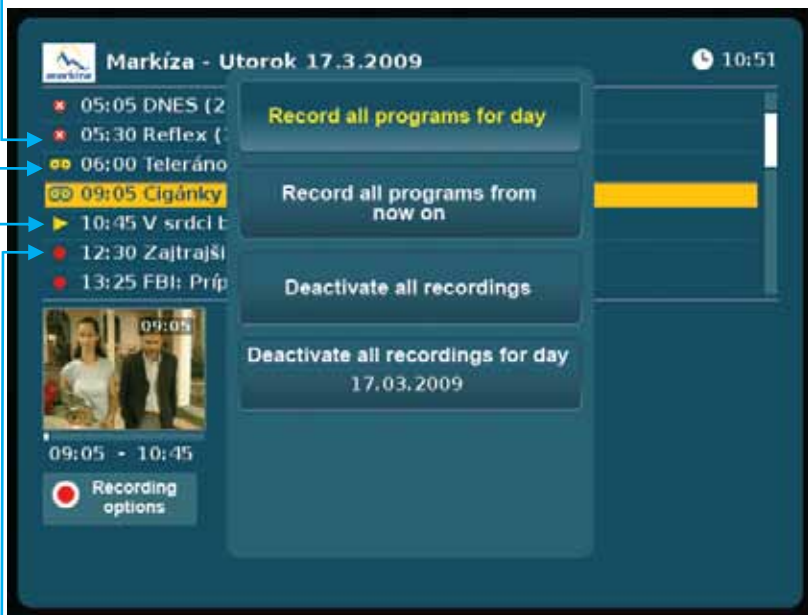 markíza
Markíza - Utorok 17.3.2009
10:51
05:05 DNES (2
05:30 Reflex (
06:00 Teleráno
09:05 Cigánky
10:45 V srdci
12:30 Zajtrajši
13:25 FBI: Príp
Record all programs for day
Record all programs from
now on
Deactivate all recordings
Deactivate all recordings for day
17.03.2009
09:05
09:05 - 10:45
Recording
options